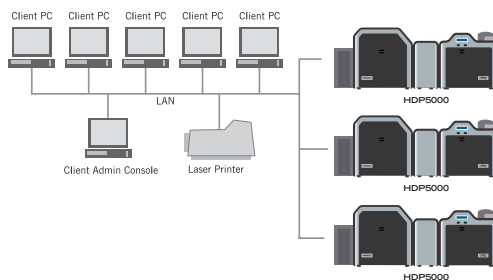 Client PC Client PC Client PC Client PC Client PC
HDP5000
LAN
Client Admin Console
Laser Printer
HDP5000
HDP5000